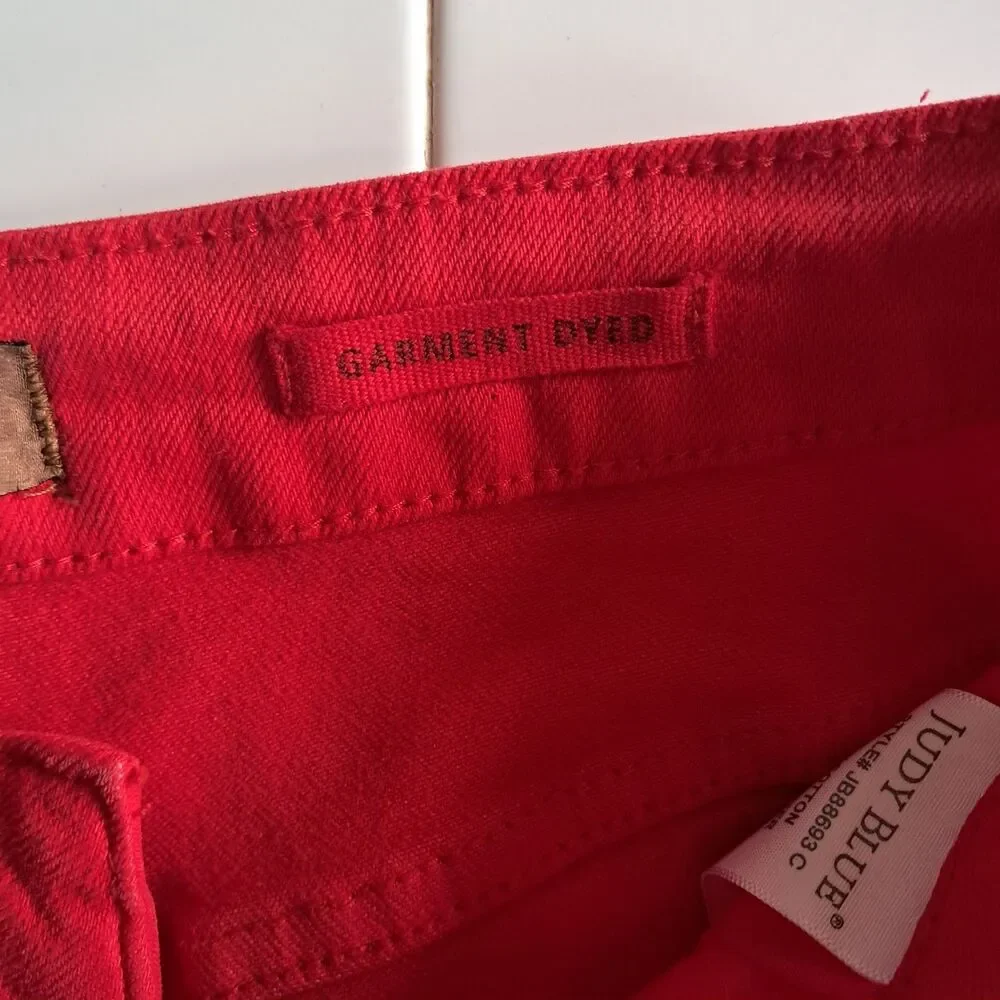 GARMENT DYED
JUDY BLUE®
STYLE# JB88693 C